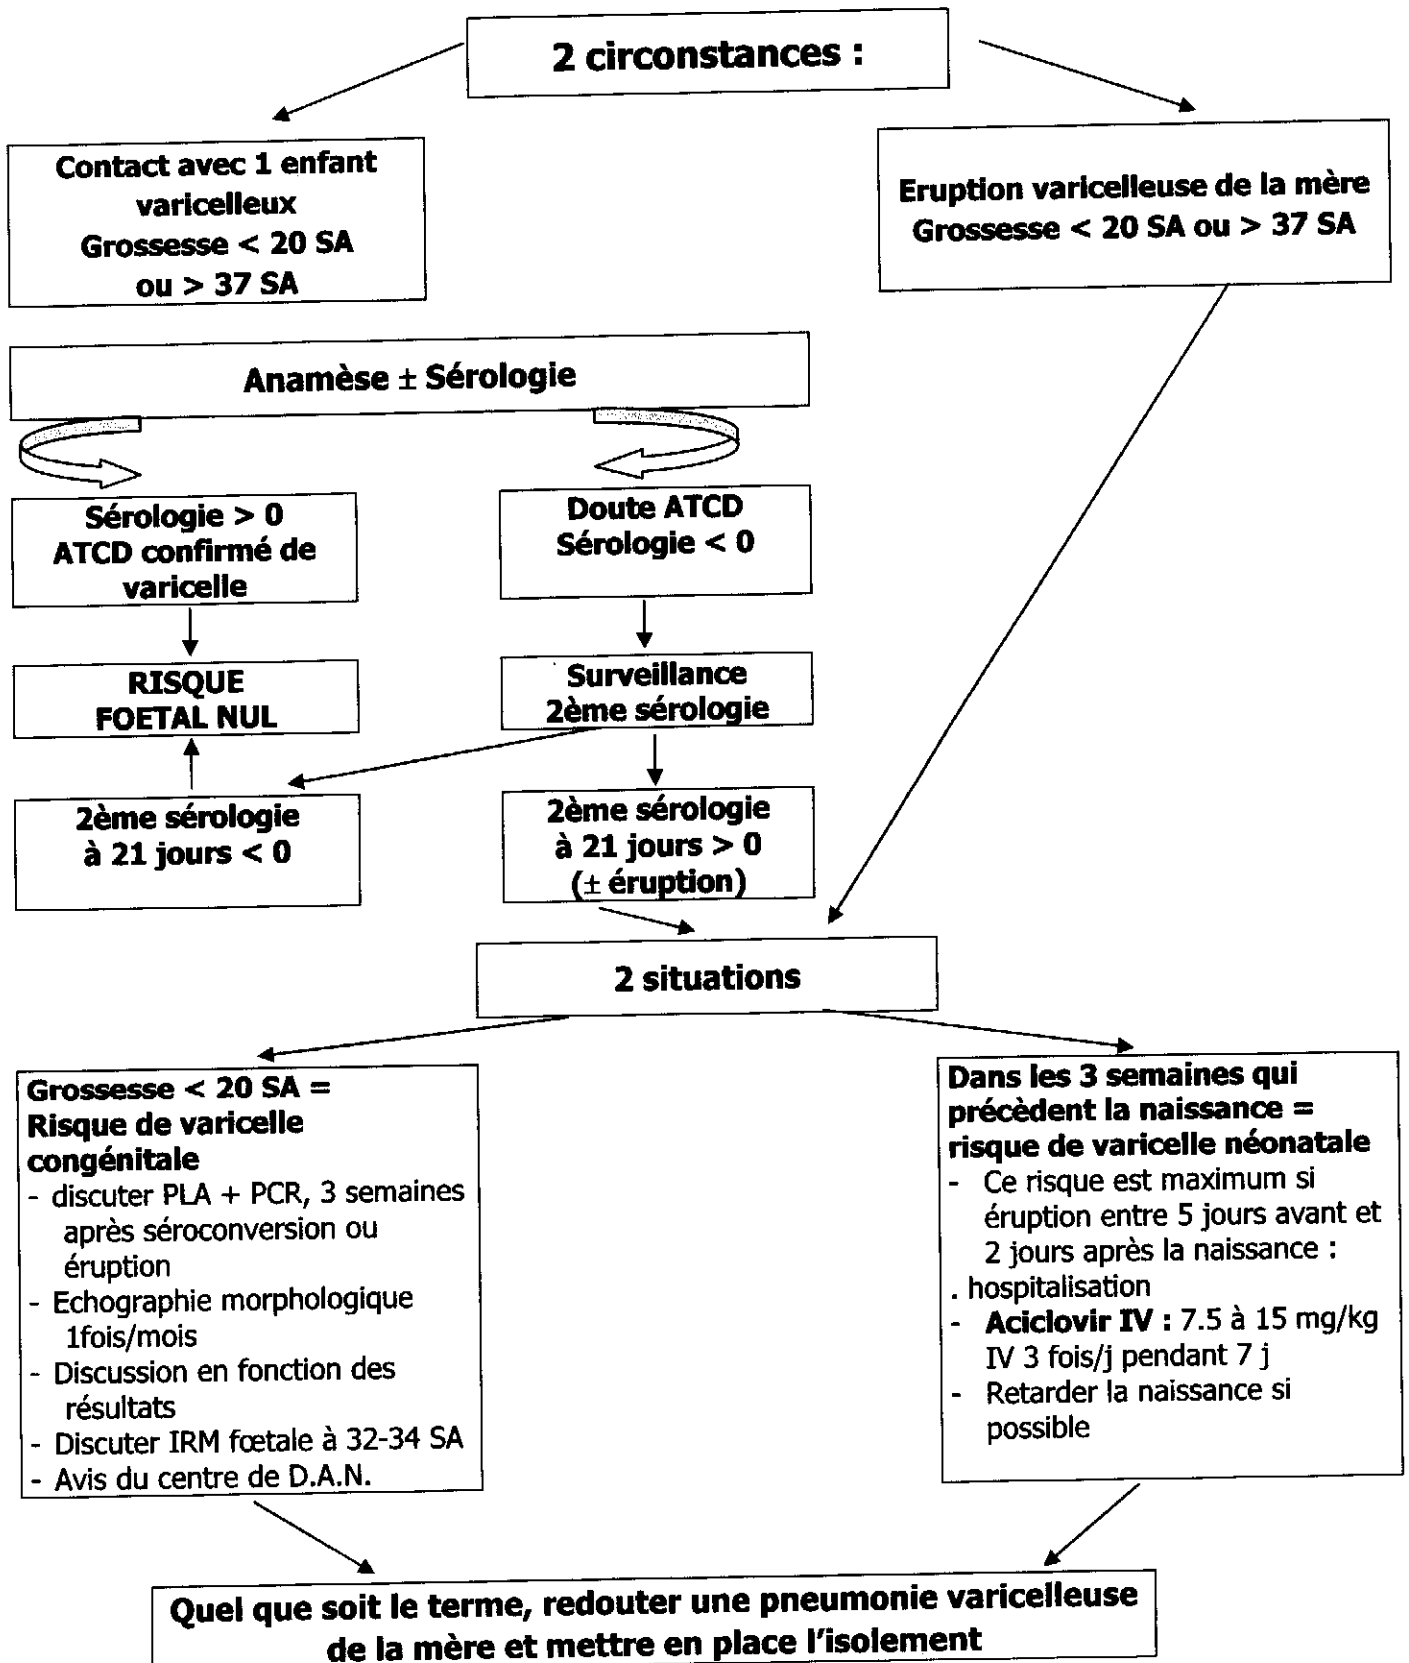 2 circonstances :
Contact avec 1 enfant
varicelleux
Grossesse < 20 SA
ou > 37 SA
Eruption varicelleuse de la mère
Grossesse < 20 SA ou > 37 SA
Anamèse ± Sérologie
Sérologie > 0
ATCD confirmé de
varicelle
Doute ATCD
Sérologie < 0
RISQUE
FOETAL NUL
Surveillance
2ème sérologie
2ème sérologie
à 21 jours < 0
2ème sérologie
à 21 jours > 0
(± éruption)
2 situations
Grossesse < 20 SA =
Risque de varicelle
congénitale
- discuter PLA + PCR, 3 semaines
après séroconversion ou
éruption
- Echographie morphologique
1fois/mois
- Discussion en fonction des
résultats
- Discuter IRM fœtale à 32-34 SA
- Avis du centre de D.A.N.
Dans les 3 semaines qui
précèdent la naissance =
risque de varicelle néonatale
- Ce risque est maximum si
éruption entre 5 jours avant et
2 jours après la naissance :
. hospitalisation
- Aciclovir IV : 7.5 à 15 mg/kg
IV 3 fois/j pendant 7 j
- Retarder la naissance si
possible
Quel que soit le terme, redouter une pneumonie varicelleuse
de la mère et mettre en place l'isolement